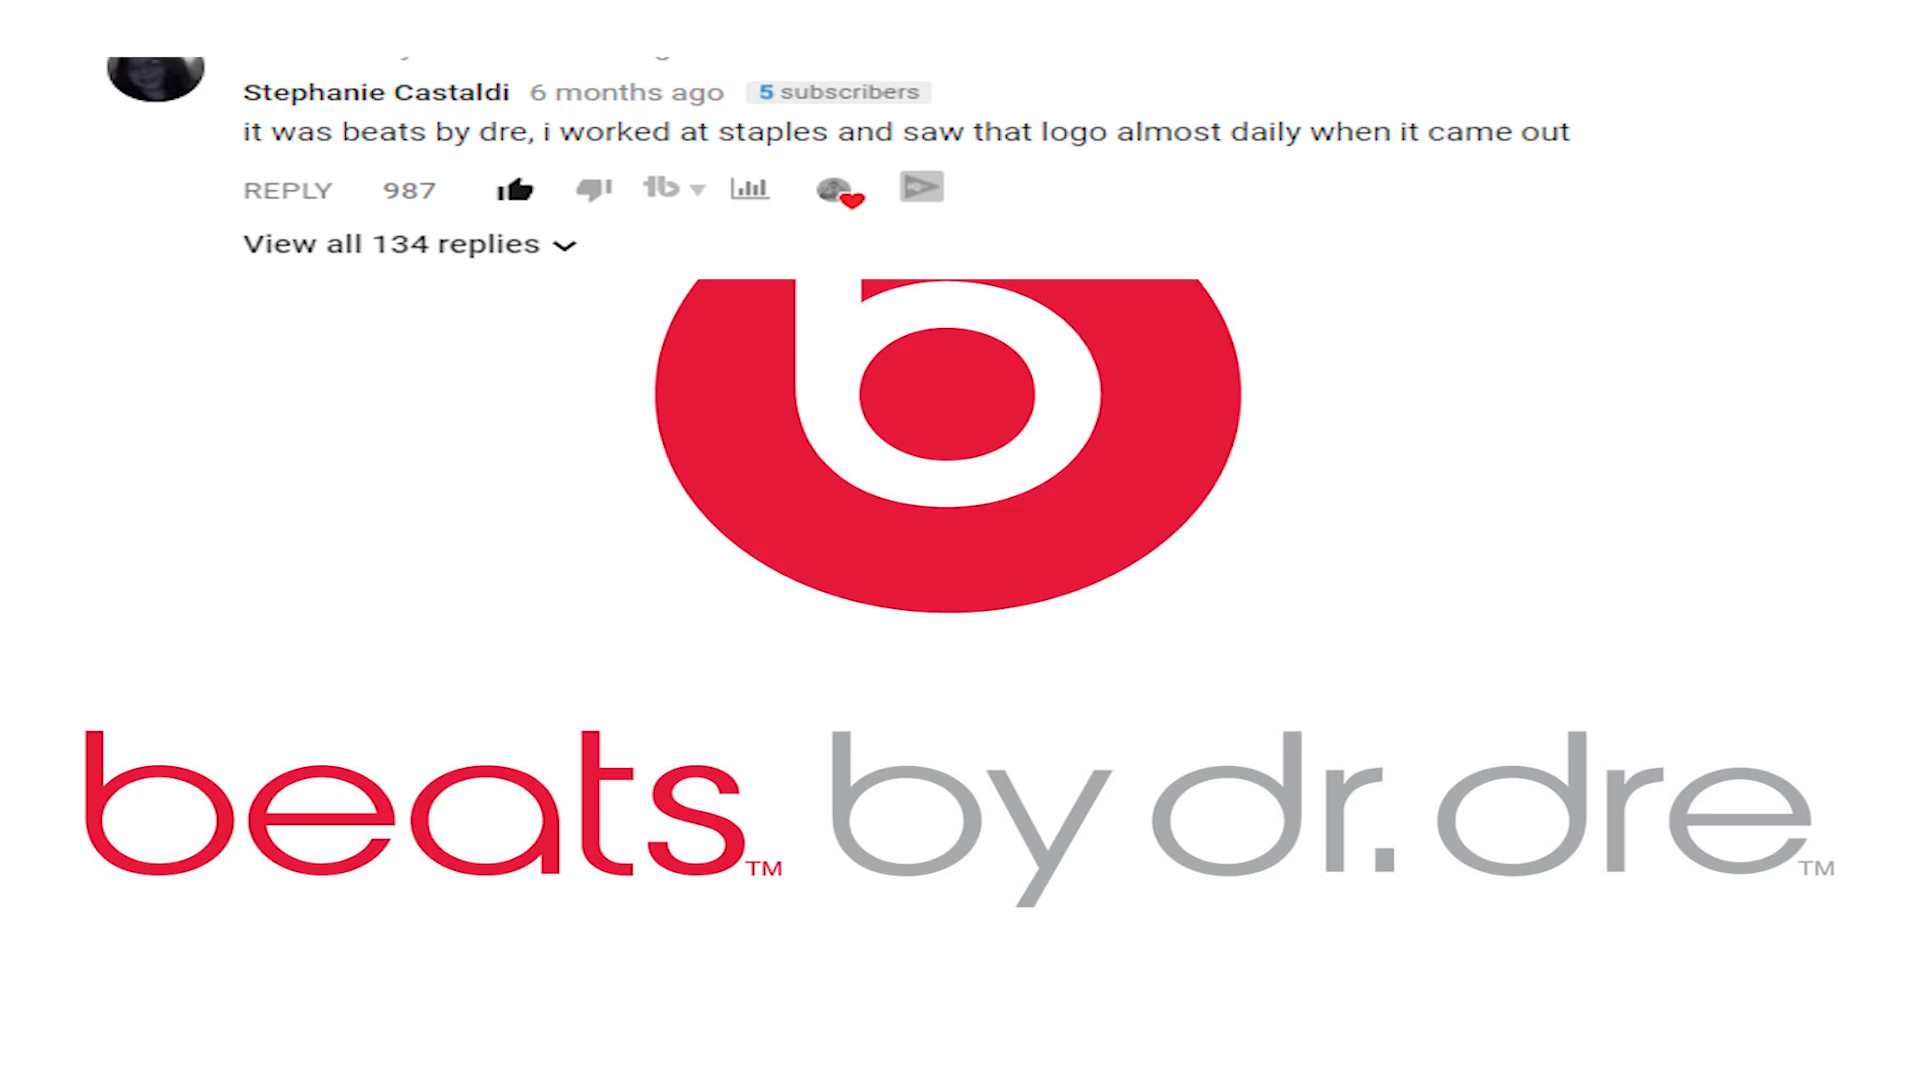 Stephanie Castaldi 6 months ago 5 subscribers
it was beats by dre, i worked at staples and saw that logo almost daily when it came out
REPLY 987
View all 134 replies
b
beats™ by dr. dre™